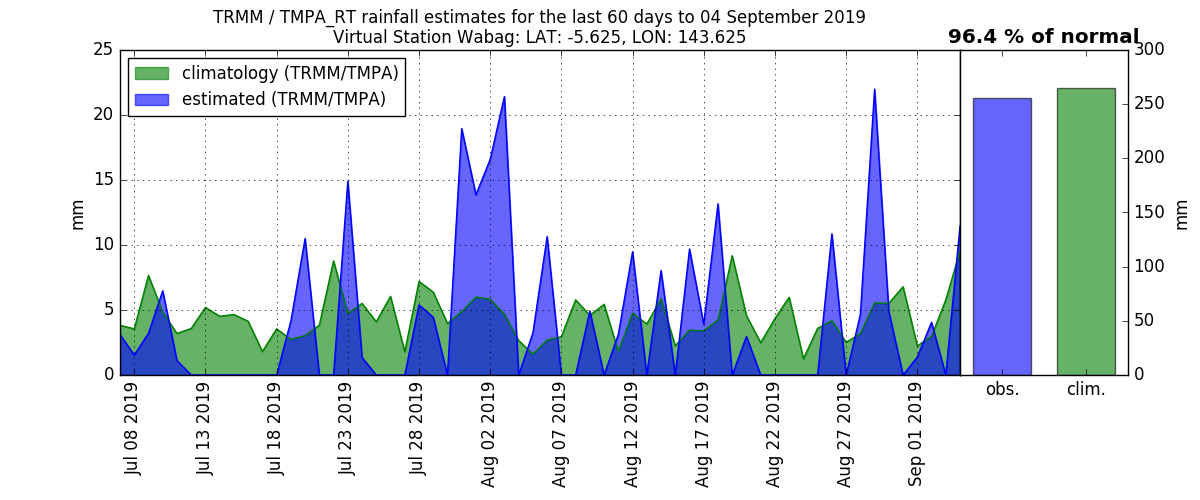 TRMM / TMPA_RT rainfall estimates for the last 60 days to 04 September 2019
Virtual Station Wabag: LAT: -5.625, LON: 143.625
96.4 % of normal
climatology (TRMM/TMPA)
estimated (TRMM/TMPA)
25
20
15
10
5
0
mm
Jul 08 2019
Jul 13 2019
Jul 18 2019
Jul 23 2019
Jul 28 2019
Aug 02 2019
Aug 07 2019
Aug 12 2019
Aug 17 2019
Aug 22 2019
Aug 27 2019
Sep 01 2019
obs.
clim.
300
250
200
150
100
50
0
mm